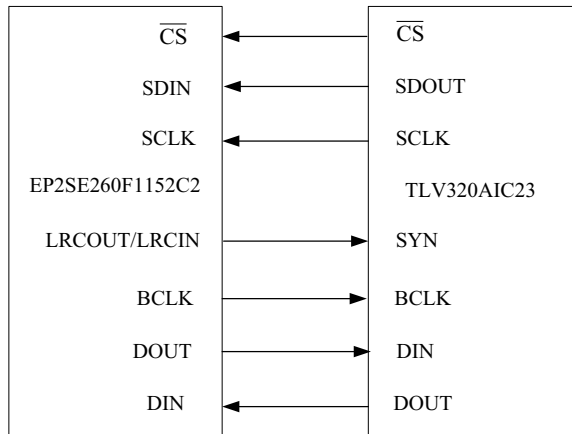 CS CS
SDIN SDOUT
SCLK SCLK
EP2SE260F1152C2 TLV320AIC23
LRCOUT/LRCIN SYN
BCLK BCLK
DOUT DIN
DIN DOUT